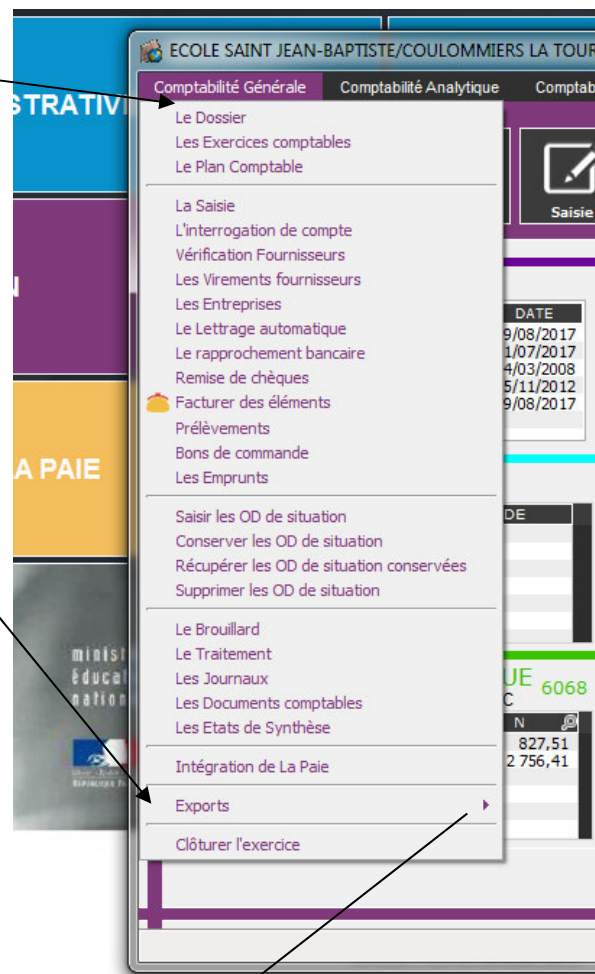 ECOLE SAINT JEAN-BAPTISTE/COULOMMIERS LA TOUR
Comptabilité Générale Comptabilité Analytique Comptab
STRATIV
Le Dossier
Les Exercices comptables
Le Plan Comptable
La Saisie
L'interrogation de compte
Vérification Fournisseurs
Les Virements fournisseurs
Les Entreprises
Le Lettrage automatique
Le rapprochement bancaire
Remise de chèques
Facturer des éléments
Prélèvements
Bons de commande
Les Emprunts
Saisir les OD de situation
Conserver les OD de situation
Récupérer les OD de situation conservées
Supprimer les OD de situation
Le Brouillard
Le Traitement
Les Journaux
Les Documents comptables
Les Etats de Synthèse
Intégration de La Paie
Exports
Clôturer l'exercice
Saisie
DATE
9/08/2017
1/07/2017
4/03/2008
5/11/2012
9/08/2017
DE
UE 6068
C
N
827,51
2 756,41
N
A PAIE
minist
éducat
nation